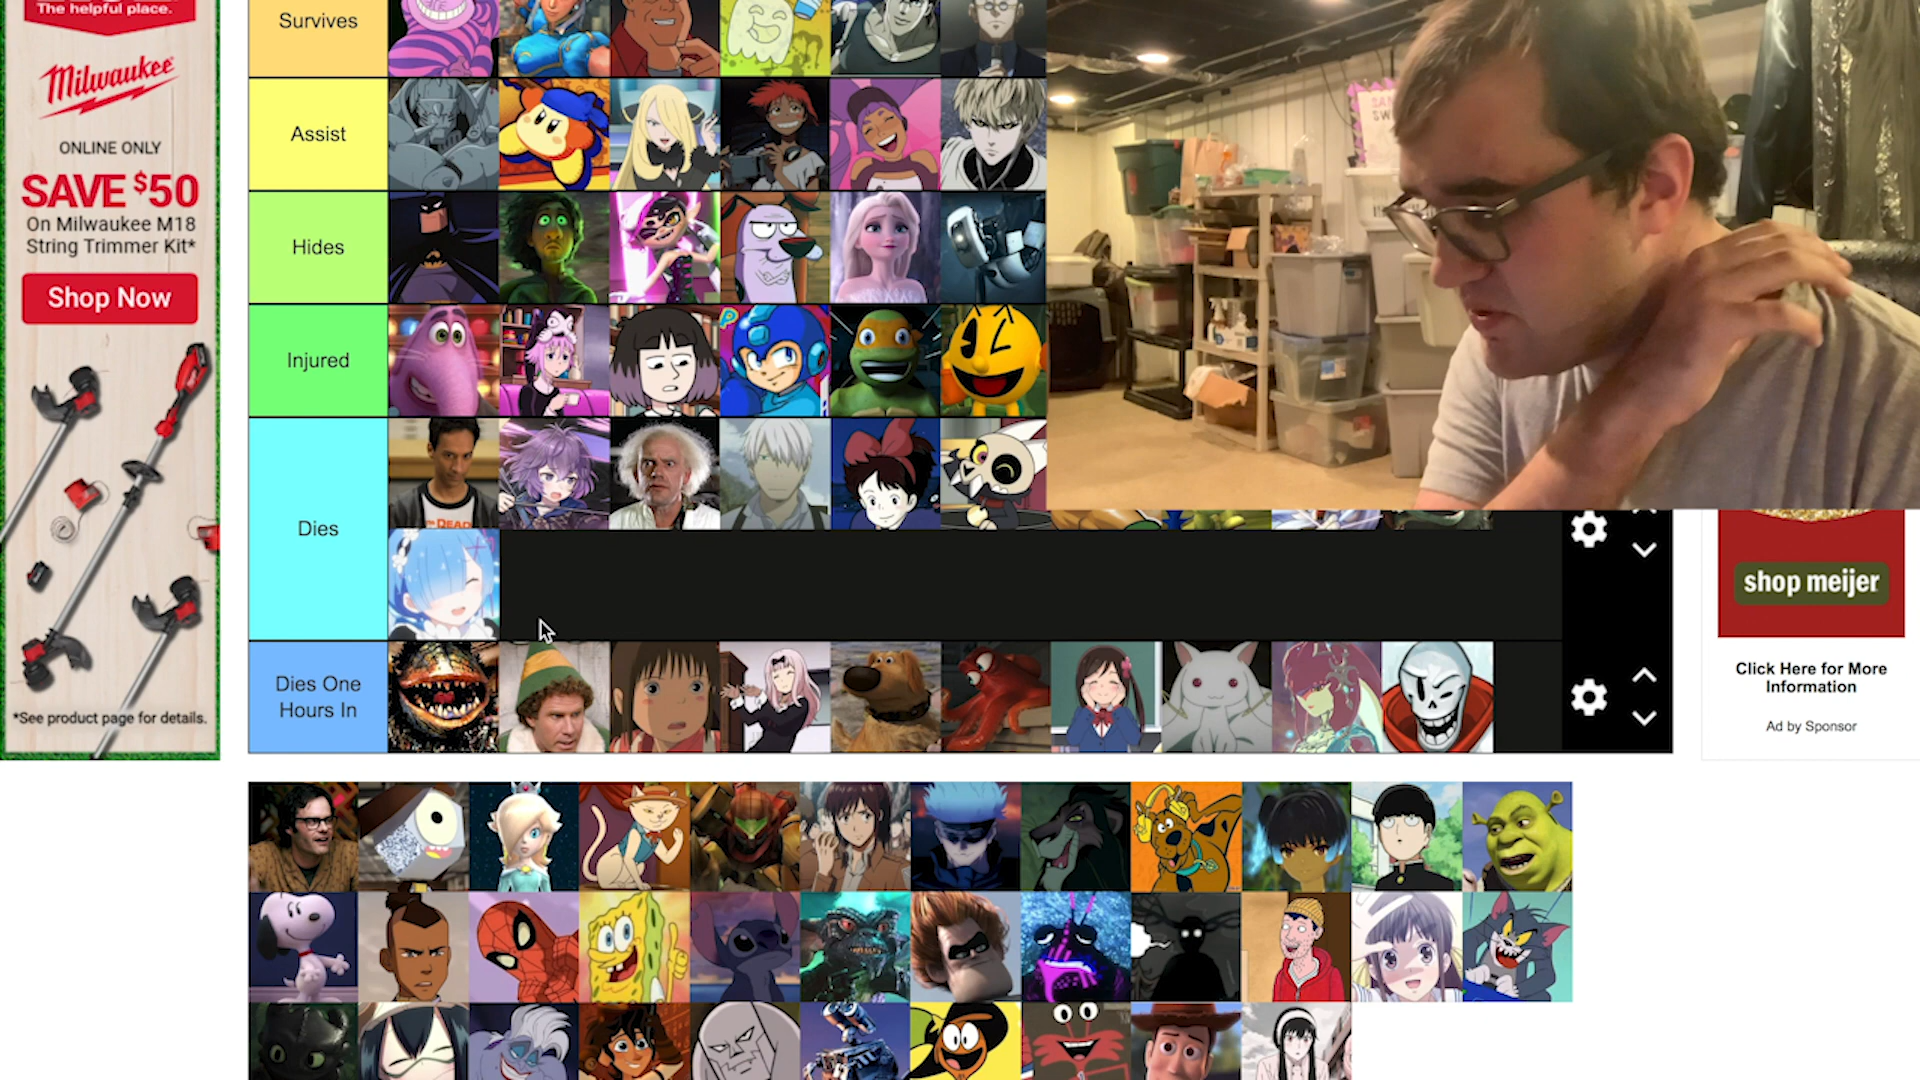 The helpful place.
Milwaukee
ONLINE ONLY
SAVE $50
On Milwaukee M18
String Trimmer Kit*
Shop Now
*See product page for details.
Survives
Assist
Hides
Injured
Dies
Dies One
Hours In
shop meijer
Click Here for More
Information
Ad by Sponsor